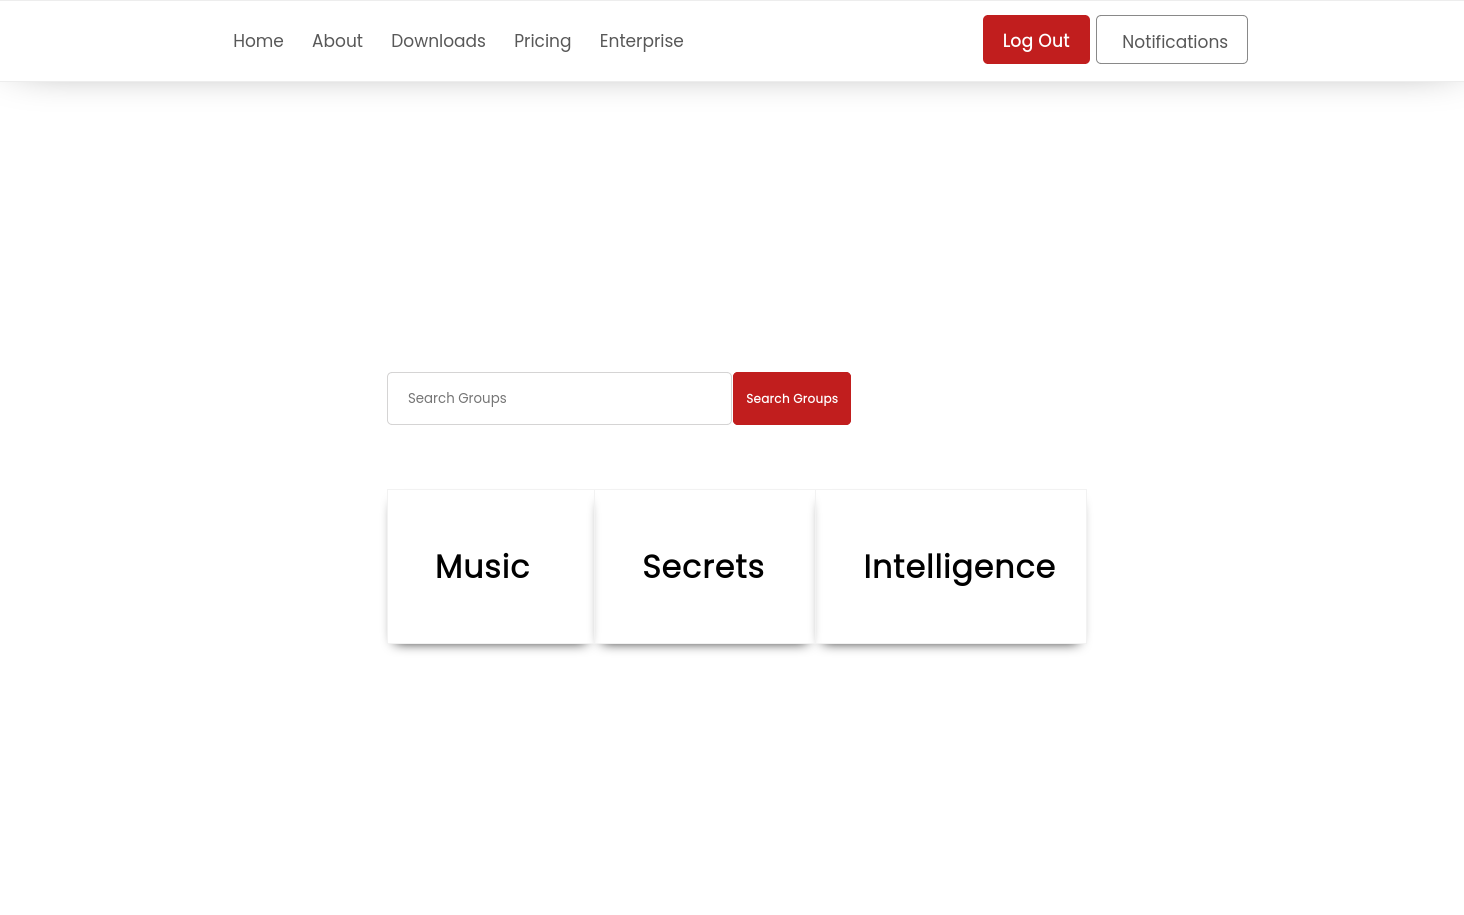 Home About Downloads Pricing Enterprise Log Out Notifications
Search Groups Search Groups
Music Secrets Intelligence